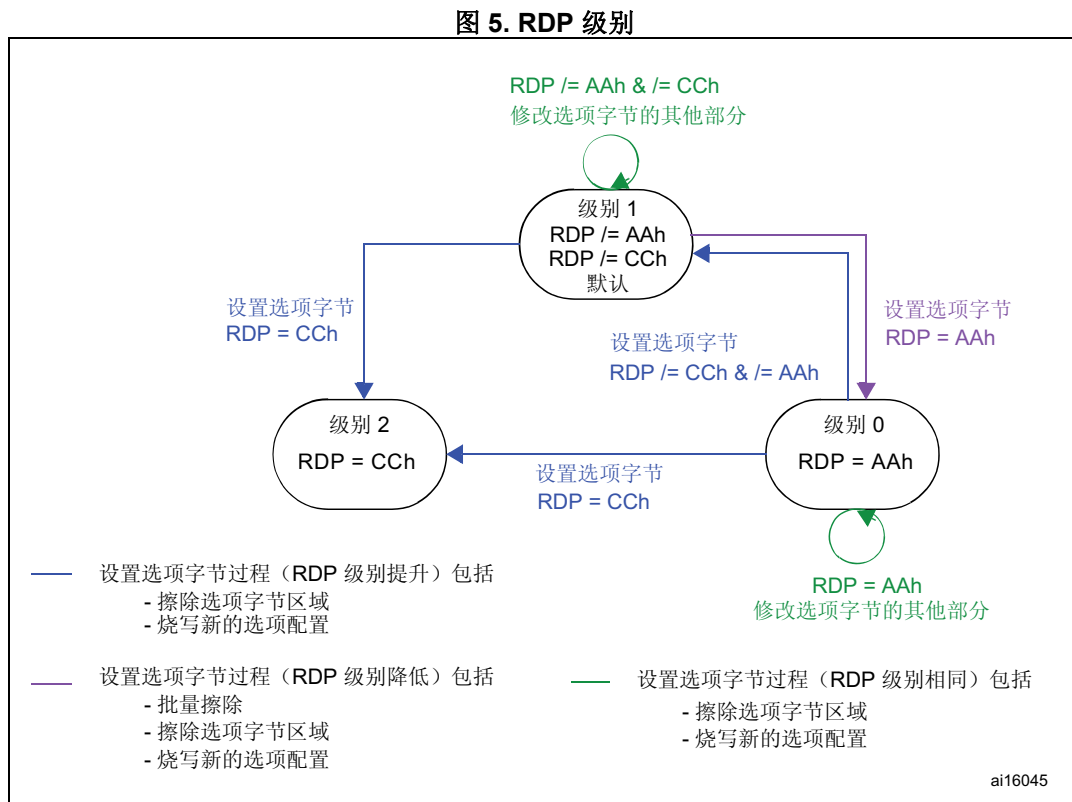 图 5. RDP 级别
RDP /= AAh & /= CCh
修改选项字节的其他部分
级别 1
RDP /= AAh
RDP /= CCh
默认
设置选项字节
RDP = CCh
设置选项字节
RDP = AAh
设置选项字节
RDP /= CCh & /= AAh
级别 2
RDP = CCh
级别 0
RDP = AAh
设置选项字节
RDP = CCh
RDP = AAh
修改选项字节的其他部分
设置选项字节过程（RDP 级别提升）包括
- 擦除选项字节区域
- 烧写新的选项配置
设置选项字节过程（RDP 级别降低）包括
- 批量擦除
- 擦除选项字节区域
- 烧写新的选项配置
设置选项字节过程（RDP 级别相同）包括
- 擦除选项字节区域
- 烧写新的选项配置
ai16045